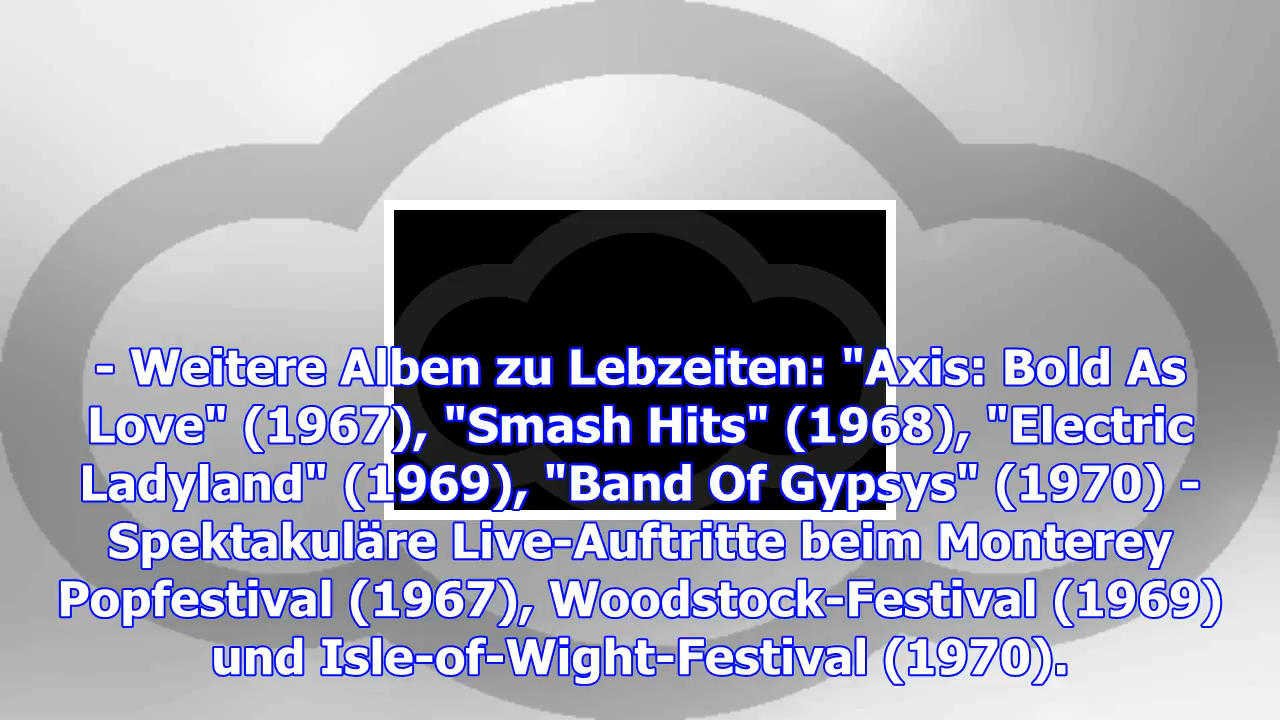 - Weitere Alben zu Lebzeiten: "Axis: Bold As
Love" (1967), "Smash Hits" (1968), "Electric
Ladyland" (1969), "Band Of Gypsys" (1970) -
Spektakuläre Live-Auftritte beim Monterey
Popfestival (1967), Woodstock-Festival (1969)
und Isle-of-Wight-Festival (1970).